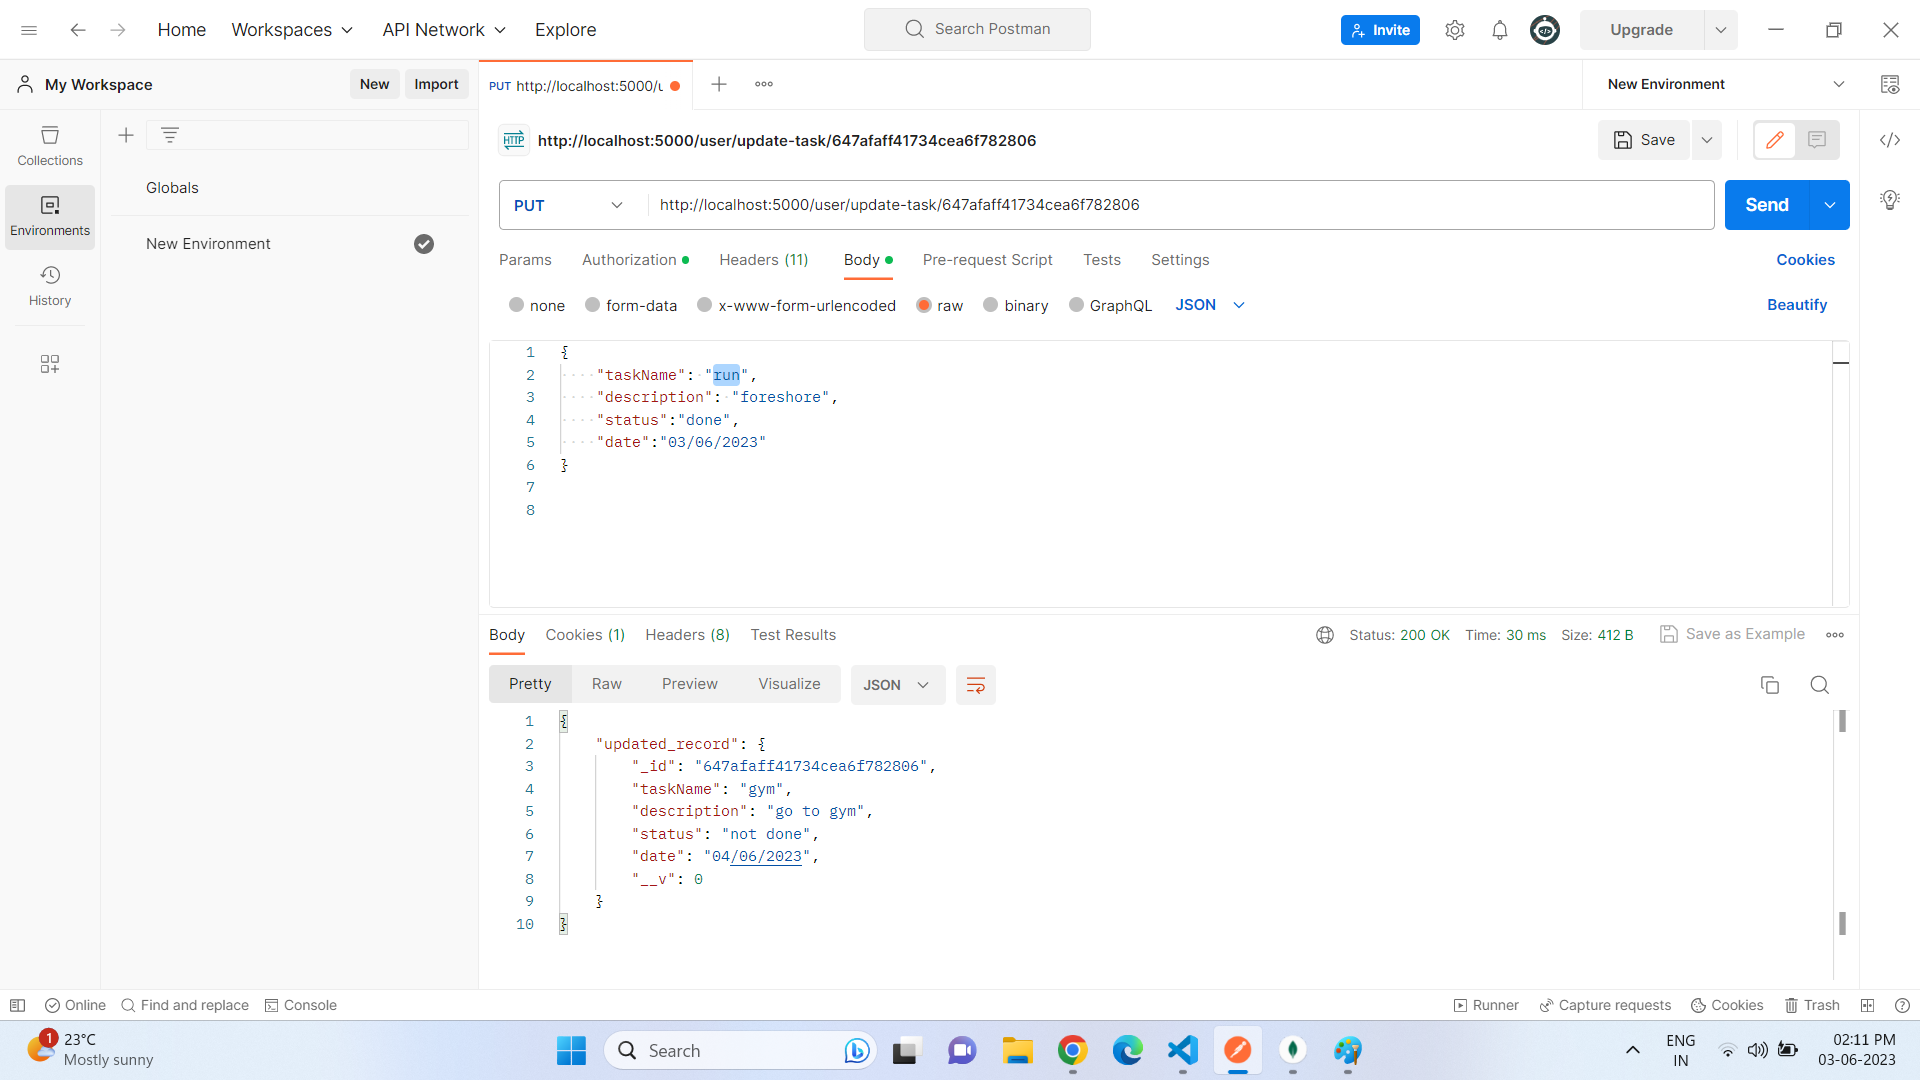 Home Workspaces API Network Explore Search Postman Invite Upgrade
My Workspace New Import PUT http://localhost:5000/u New Environment
Collections
Environments
History
Globals
New Environment
HTTP http://localhost:5000/user/update-task/647afaff41734cea6f782806 Save
PUT http://localhost:5000/user/update-task/647afaff41734cea6f782806 Send
Params Authorization Headers (11) Body Pre-request Script Tests Settings Cookies
none form-data x-www-form-urlencoded raw binary GraphQL JSON Beautify
1 {
2 "taskName": "run",
3 "description": "foreshore",
4 "status":"done",
5 "date":"03/06/2023"
6 }
7
8
Body Cookies (1) Headers (8) Test Results Status: 200 OK Time: 30 ms Size: 412 B Save as Example
Pretty Raw Preview Visualize JSON
1 {
2 "updated_record": {
3 "_id": "647afaff41734cea6f782806",
4 "taskName": "gym",
5 "description": "go to gym",
6 "status": "not done",
7 "date": "04/06/2023",
8 "__v": 0
9 }
10 }
Online Find and replace Console Runner Capture requests Cookies Trash
1 23°C
Mostly sunny
Search
ENG
IN
02:11 PM
03-06-2023